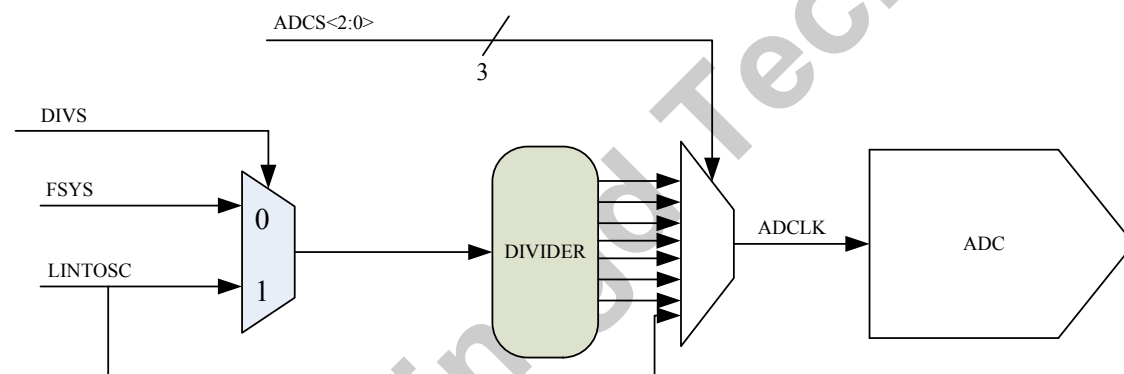 ADCS<2:0>
3
DIVS
FSYS
0
LINTOSC
1
DIVIDER
ADCLK
ADC